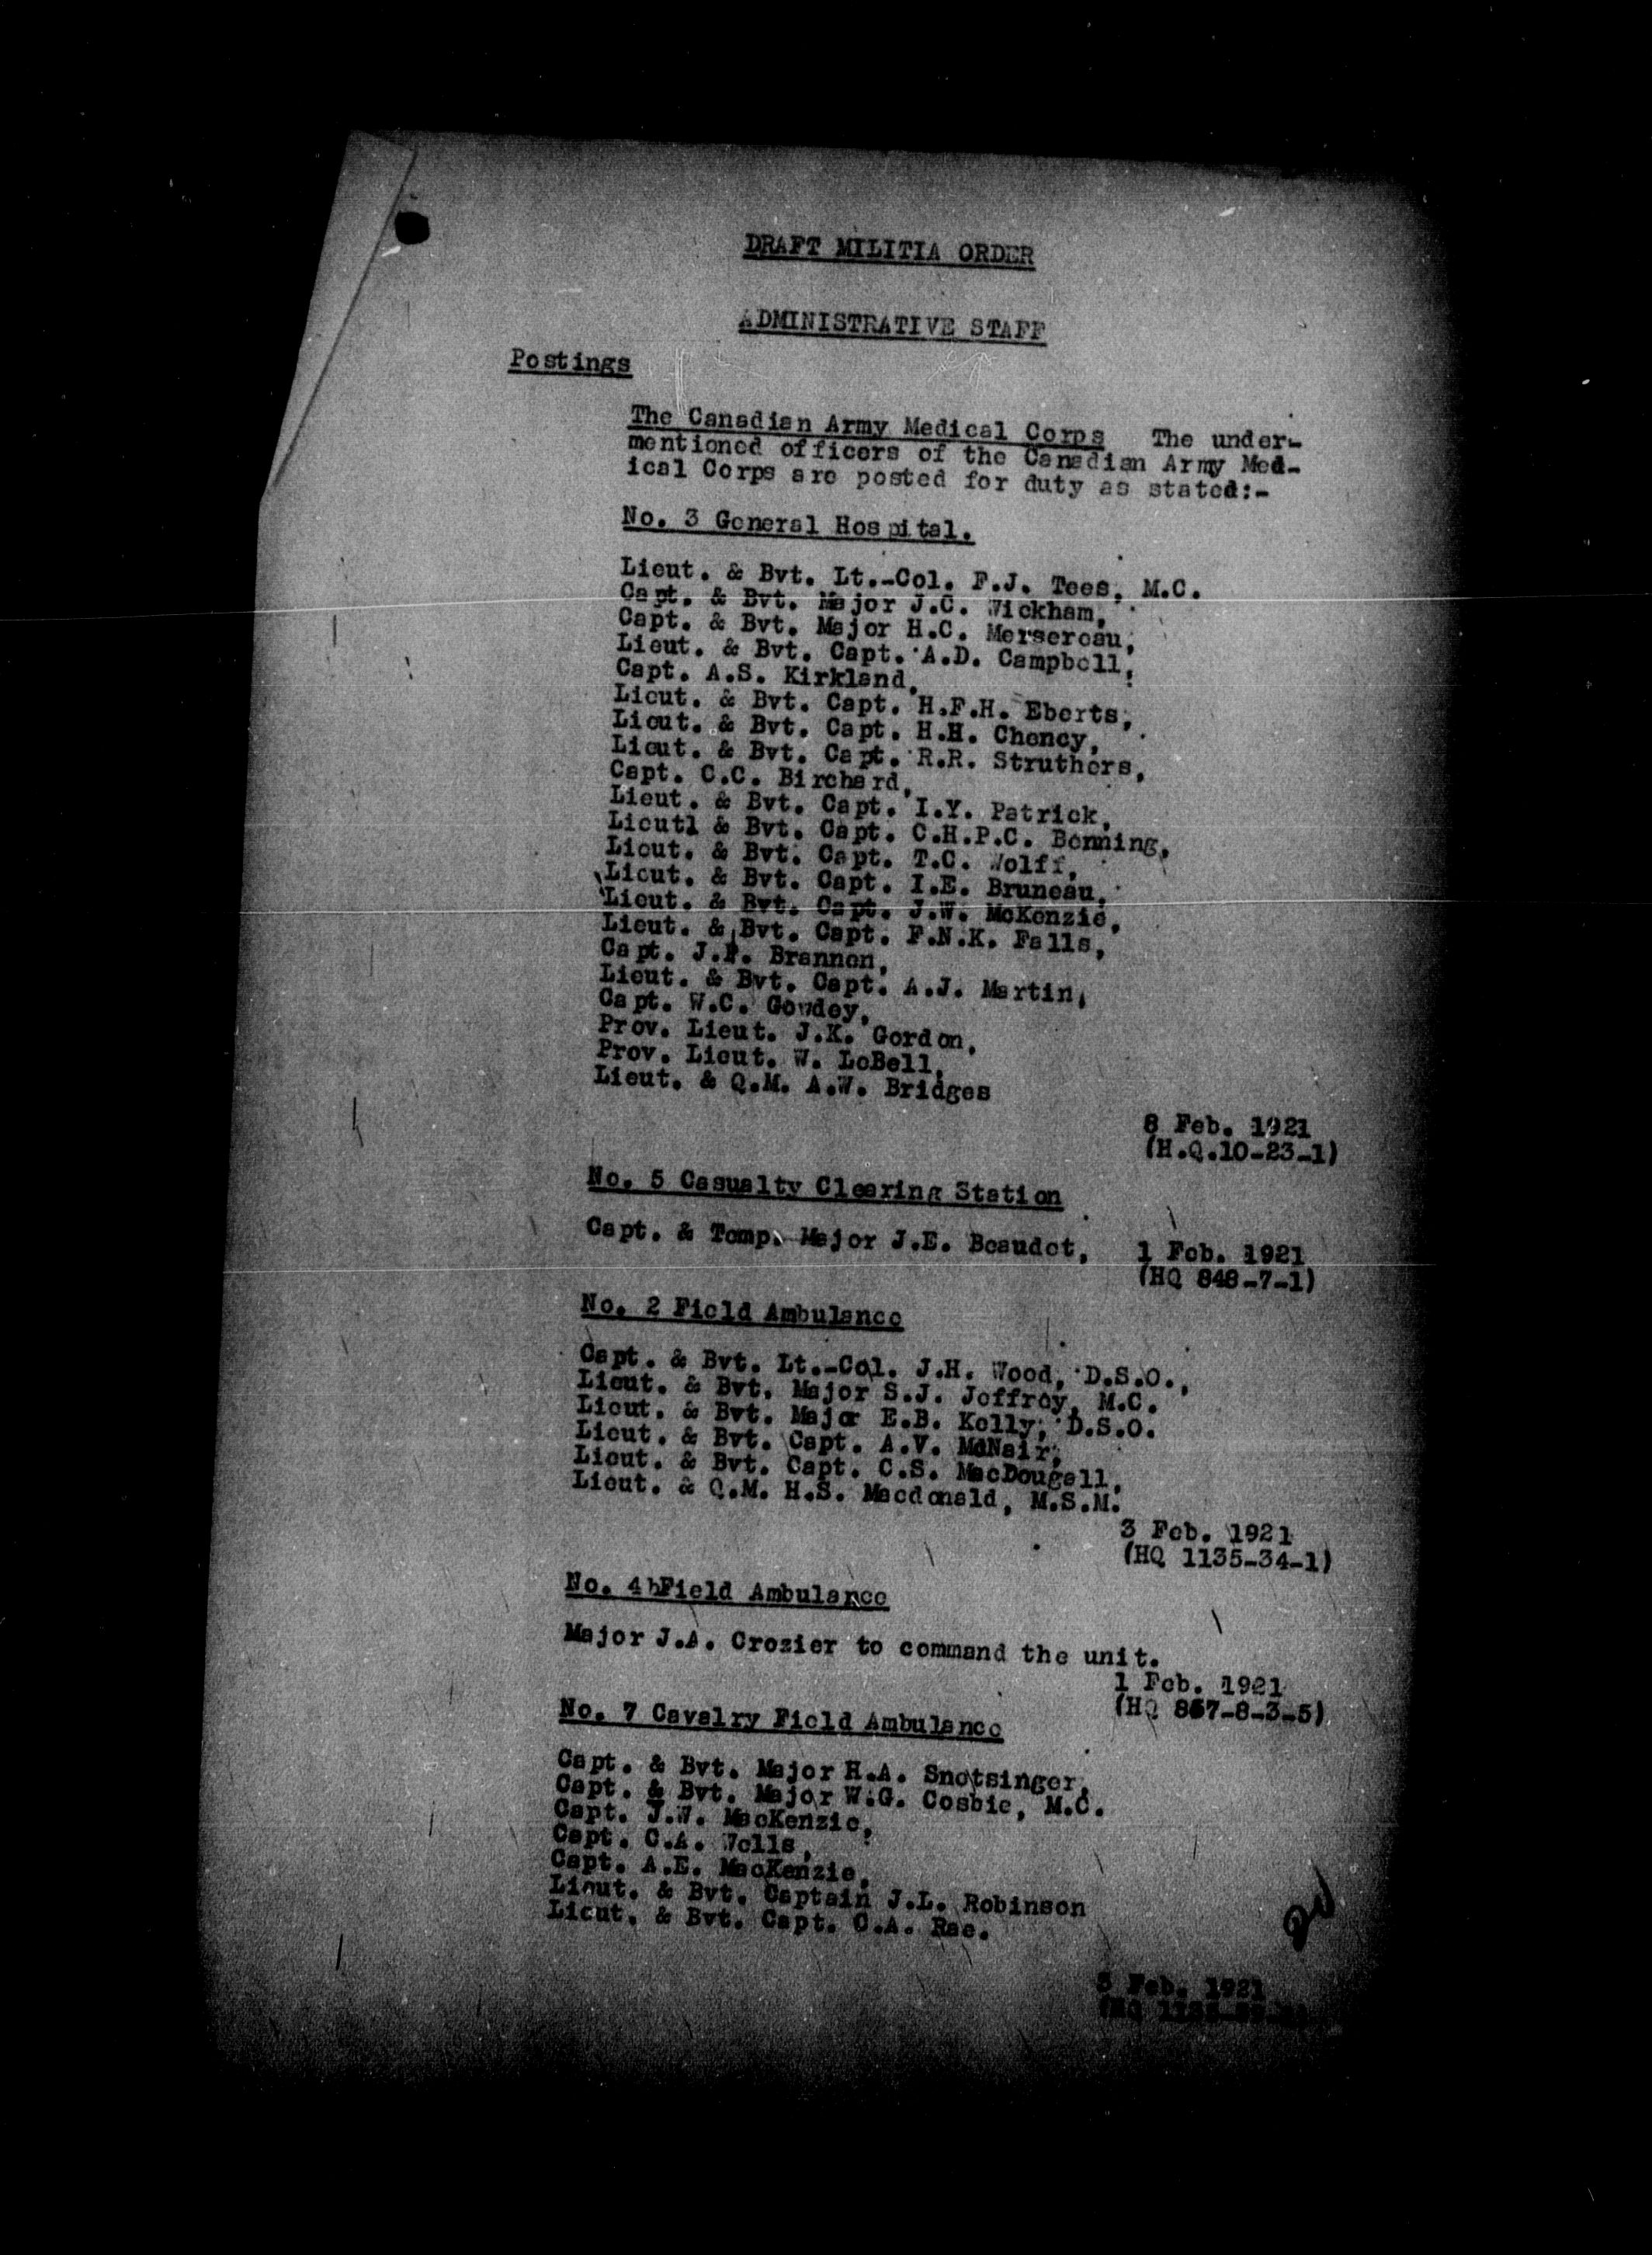 DRAFT MILITIA ORDER
ADMINISTRATIVE STAFF
Postings
The Canadian Army Medical Corps The under-
mentioned officers of the Canadian Army Med-
ical Corps are posted for duty as stated:-
No. 3 General Hospital.
Lieut. & Bvt. Lt.-Col. F.J. Tees, M.C.
Capt. & Bvt. Major J.C. Wickham,
Capt. & Bvt. Major H.C. Mersereau,
Lieut. & Bvt. Capt. A.D. Campbell,
Capt. A.S. Kirkland,
Lieut. & Bvt. Capt. H.F.H. Eberts,
Lieut. & Bvt. Capt. H.H. Cheney,
Lieut. & Bvt. Capt. R.R. Struthers,
Capt. C.C. Birchard,
Lieut. & Bvt. Capt. I.Y. Patrick,
Lieutl & Bvt. Capt. C.H.P.C. Benning,
Lieut. & Bvt. Capt. T.C. Wolff,
Lieut. & Bvt. Capt. I.E. Bruneau,
Lieut. & Bvt. Capt. J.W. McKenzie,
Lieut. & Bvt. Capt. F.N.K. Falls,
Capt. Brannen,
Lieut. & Bvt. Capt. A.J. Martin,
Capt. W.C. Gowdey,
Prov. Lieut. J.K. Gordon,
Prov. Lieut. W. LeBell,
Lieut. & Q.M. A.W. Bridges
8 Feb. 1921
(H.Q.10-23-1)
No. 5 Casualty Clearing Station
Capt. & Temp. Major J.E. Beaudet, 1 Feb. 1921
(HQ 848-7-1)
No. 2 Field Ambulance
Capt. & Bvt. Lt.-Col. J.H. Wood, D.S.O.,
Lieut. & Bvt. Major S.J. Jeffrey, M.C.
Lieut. & Bvt. Major E.B. Kelly, D.S.O.
Lieut. & Bvt. Capt. A.V. McNair,
Lieut. & Bvt. Capt. C.S. MacDougall,
Lieut. & Q.M. H.S. Macdonald, M.S.M.
3 Feb. 1921
(HQ 1135-34-1)
No. 4 Field Ambulance
Major J.A. Crozier to command the unit.
1 Feb. 1921
(HQ 867-8-3-5)
No. 7 Cavalry Field Ambulance
Capt. & Bvt. Major H.A. Snetsinger,
Capt. & Bvt. Major W.G. Cosbie, M.C.
Capt. J.W. MacKenzie,
Capt. C.A. Wells,
Capt. A.E. MacKenzie,
Lieut. & Bvt. Captain J.L. Robinson
Lieut. & Bvt. Capt. C.A. Rae.
Feb. 1921
(HQ